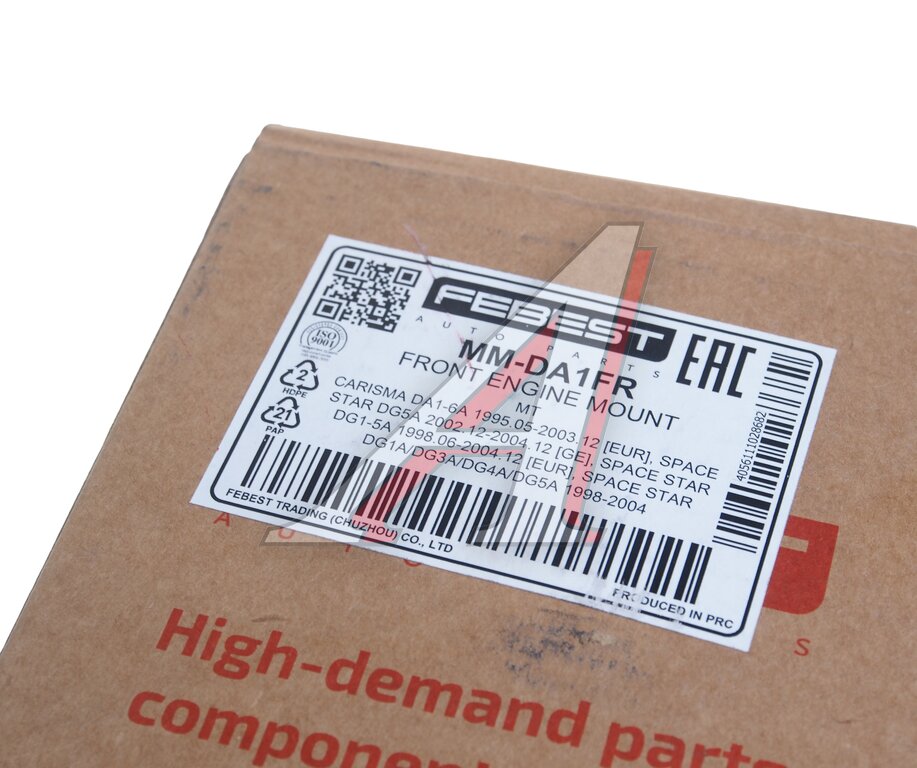 FEBEST
AUTO PARTS
EAC
MM-DA1FR
FRONT ENGINE MOUNT
MT
CARISMA DA1-6A 1995.05-2003.12 [EUR], SPACE
STAR DG5A 2002.12-2004.12 [GE], SPACE STAR
DG1-5A 1998.06-2004.12 [EUR], SPACE STAR
DG1A/DG3A/DG4A/DG5A 1998-2004
ISO
9001
2
HDPE
21
PAP
4056111028682
FEBEST TRADING (CHUZHOU) CO., LTD
PRODUCED IN PRC
High-demand parts